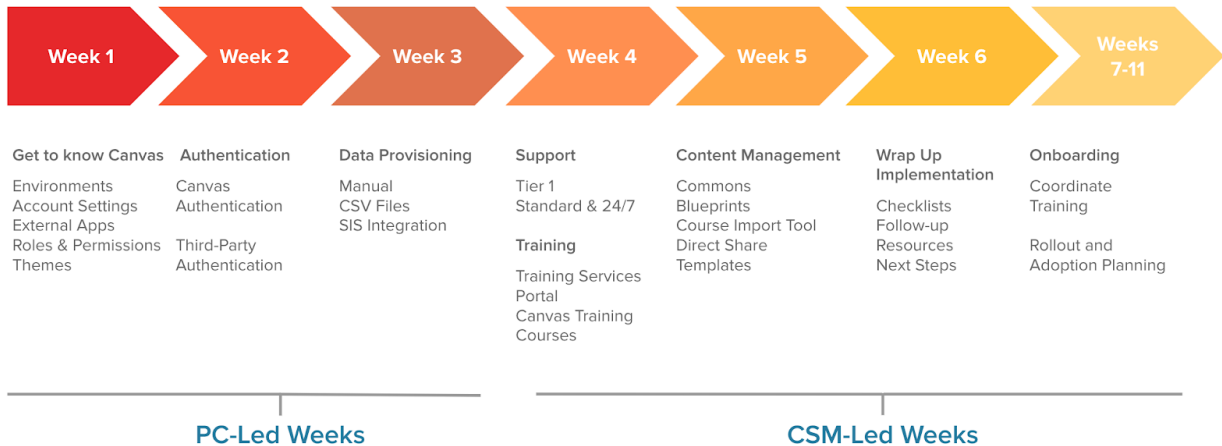 Week 1
Week 2
Week 3
Week 4
Week 5
Week 6
Weeks
7-11
Get to know Canvas
Environments
Account Settings
External Apps
Roles & Permissions
Themes
Authentication
Canvas
Authentication
Third-Party
Authentication
Data Provisioning
Manual
CSV Files
SIS Integration
Support
Tier 1
Standard & 24/7
Training
Training Services
Portal
Canvas Training
Courses
Content Management
Commons
Blueprints
Course Import Tool
Direct Share
Templates
Wrap Up
Implementation
Checklists
Follow-up
Resources
Next Steps
Onboarding
Coordinate
Training
Rollout and
Adoption Planning
PC-Led Weeks
CSM-Led Weeks